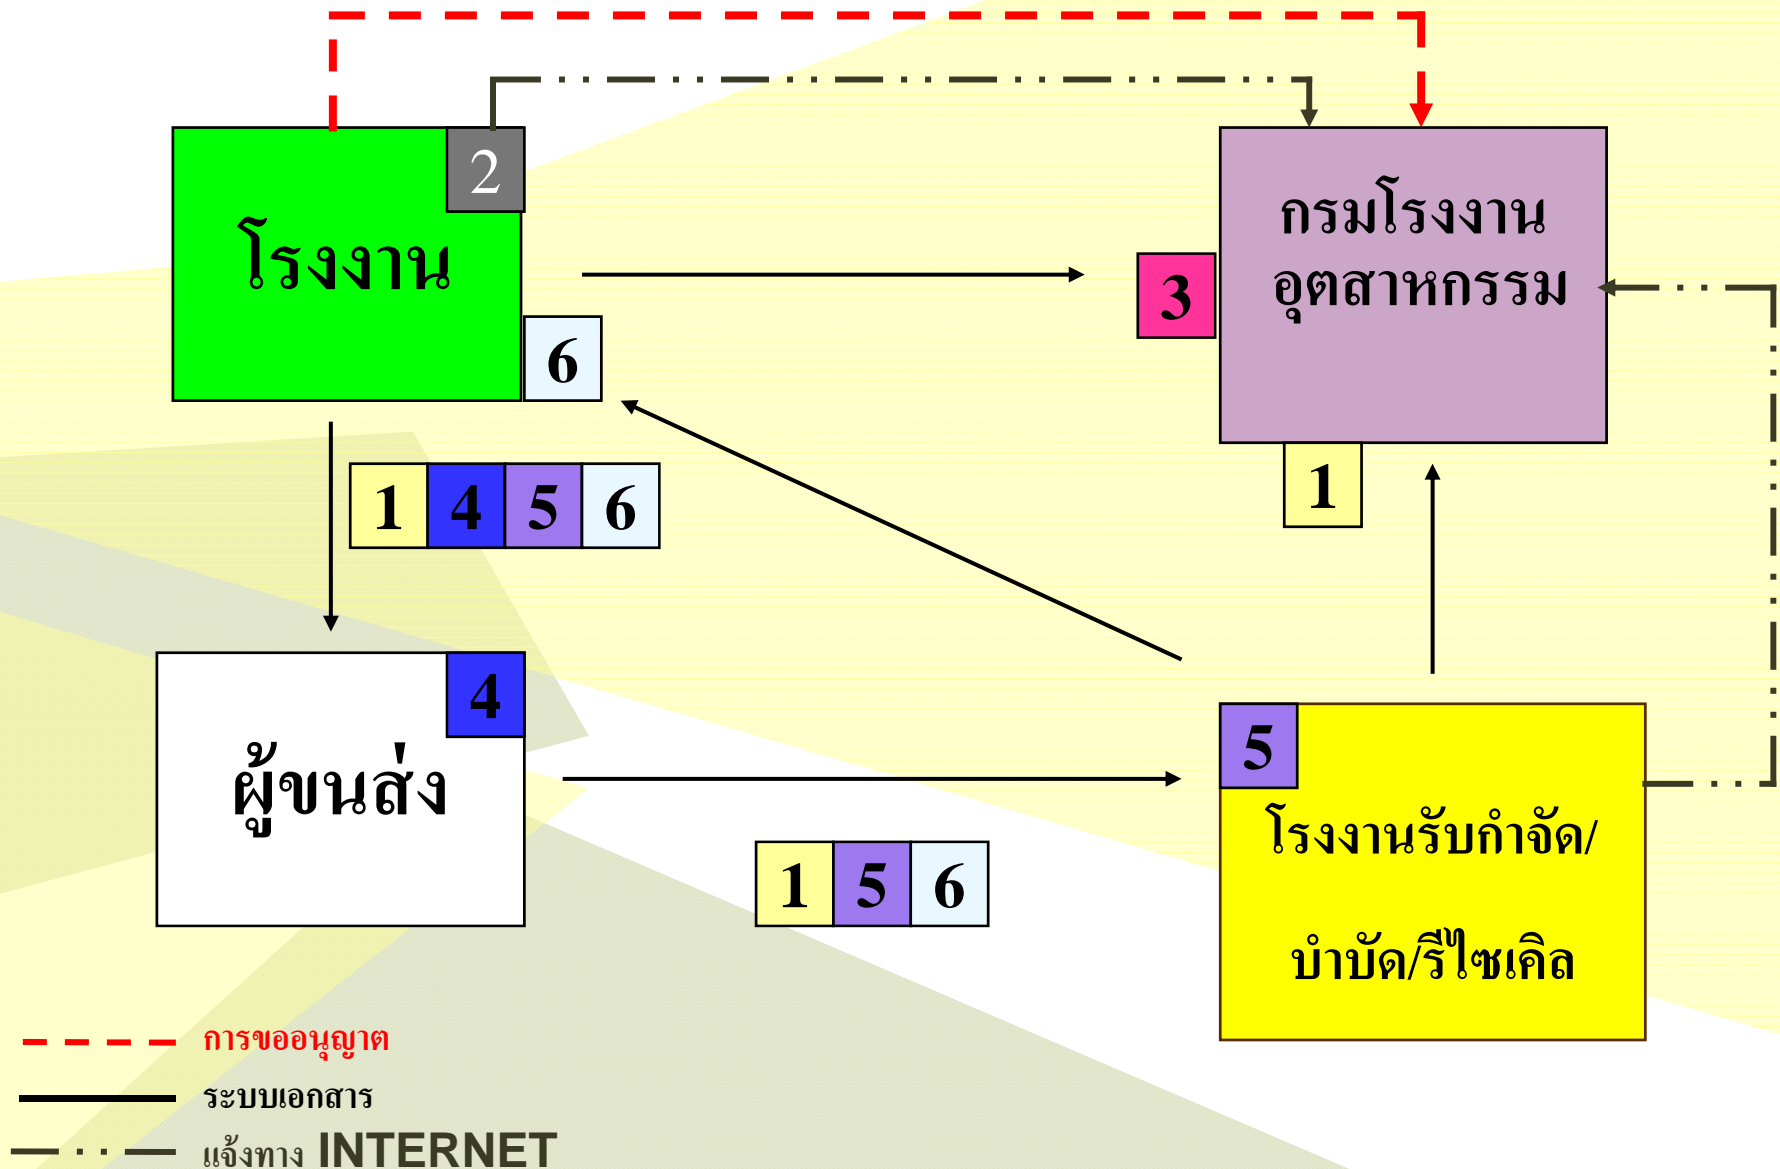 2
โรงงาน
6
กรมโรงงาน
อุตสาหกรรม
3
1
1 4 5 6
4
ผู้ขนส่ง
1 5 6
5
โรงงานรับกำจัด/
บำบัด/รีไซเคิล
การขออนุญาต
ระบบเอกสาร
แจ้งทาง INTERNET